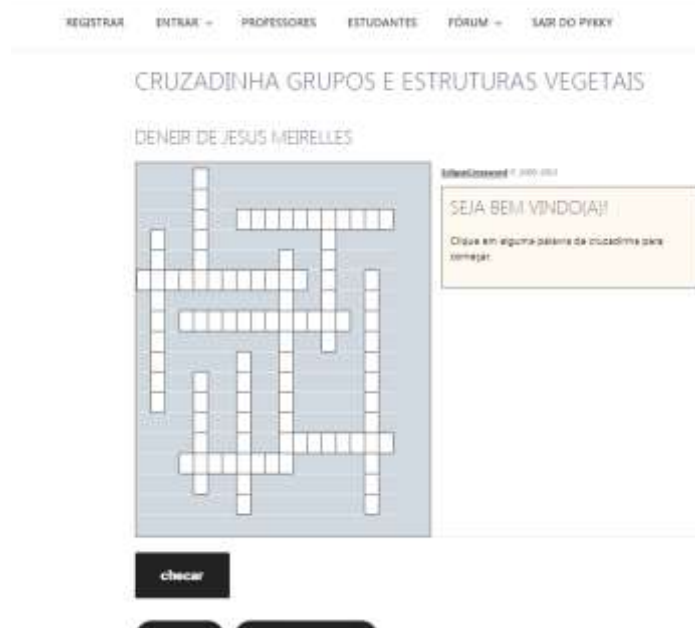 REGISTRAR ENTRAR PROFESSORES ESTUDANTES FÓRUM SAIR DO PYKKY
CRUZADINHA GRUPOS E ESTRUTURAS VEGETAIS
DENEIR DE JESUS MEIRELLES
SEJA BEM VINDO(A)!
Clique em alguma palavra da cruzadinha para
começar.
checar